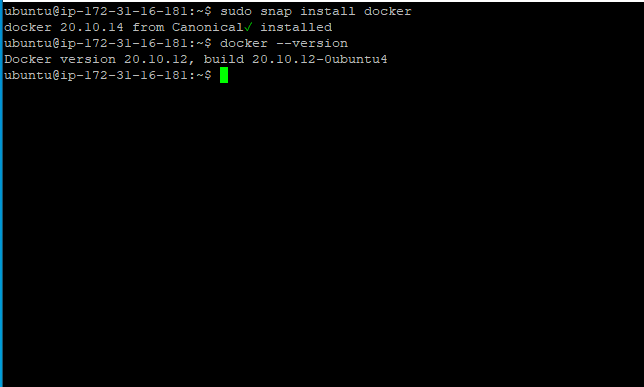 ubuntu@ip-172-31-16-181:~$ sudo snap install docker
docker 20.10.14 from Canonical✓ installed
ubuntu@ip-172-31-16-181:~$ docker --version
Docker version 20.10.12, build 20.10.12-0ubuntu4
ubuntu@ip-172-31-16-181:~$